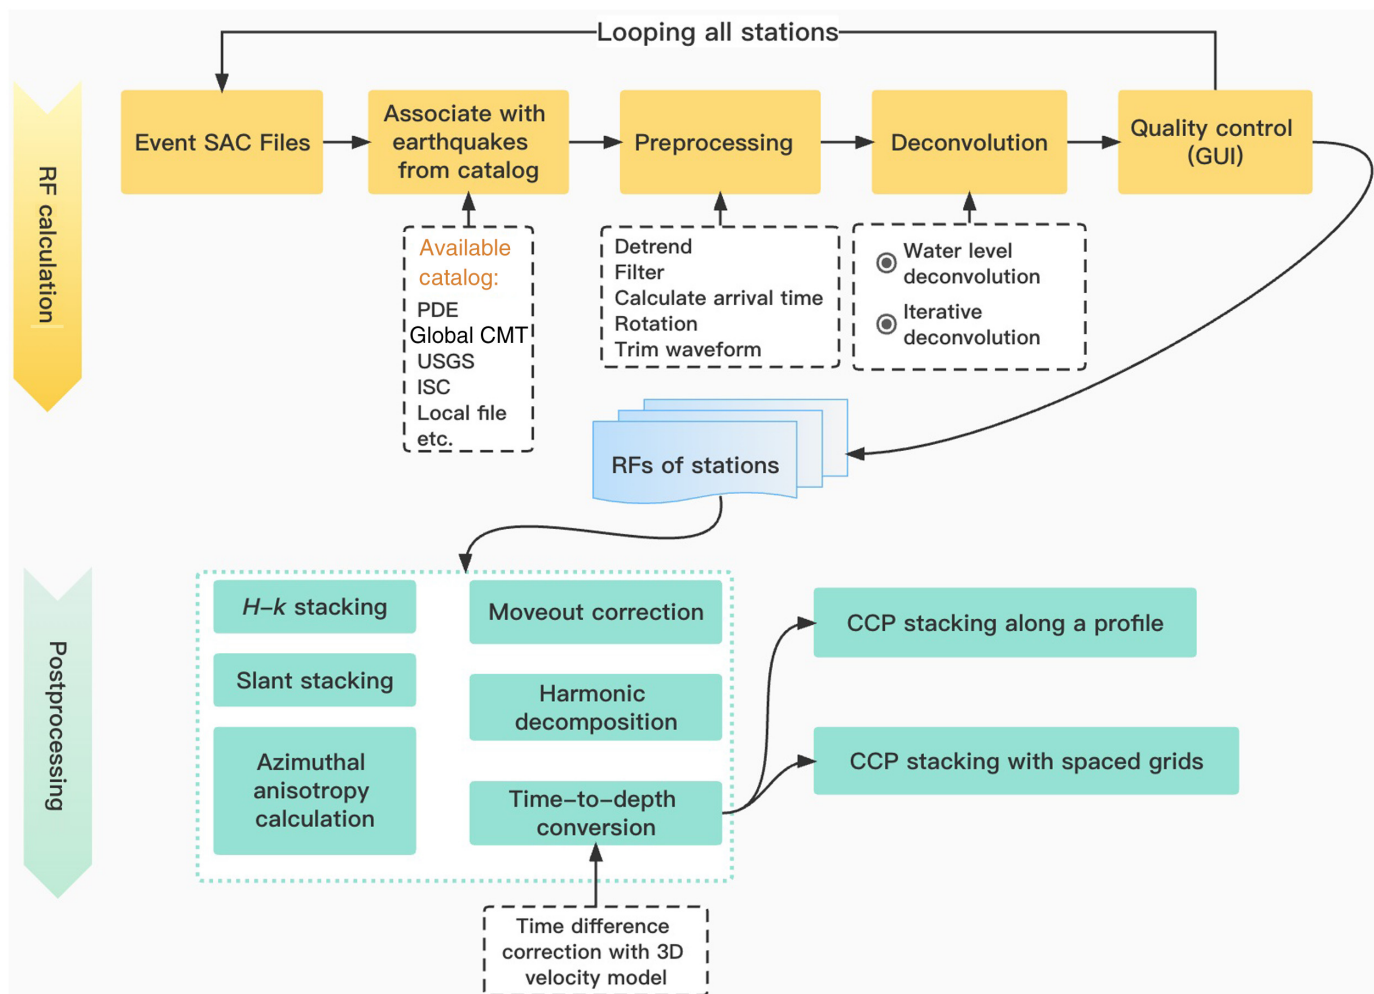 Looping all stations
RF calculation
Event SAC Files
Associate with
earthquakes
from catalog
Preprocessing
Deconvolution
Quality control
(GUI)
Available
catalog:
PDE
Global CMT
USGS
ISC
Local file
etc.
Detrend
Filter
Calculate arrival time
Rotation
Trim waveform
Water level
deconvolution
Iterative
deconvolution
RFs of stations
Postprocessing
H–k stacking
Slant stacking
Azimuthal
anisotropy
calculation
Moveout correction
Harmonic
decomposition
Time–to–depth
conversion
CCP stacking along a profile
CCP stacking with spaced grids
Time difference
correction with 3D
velocity model